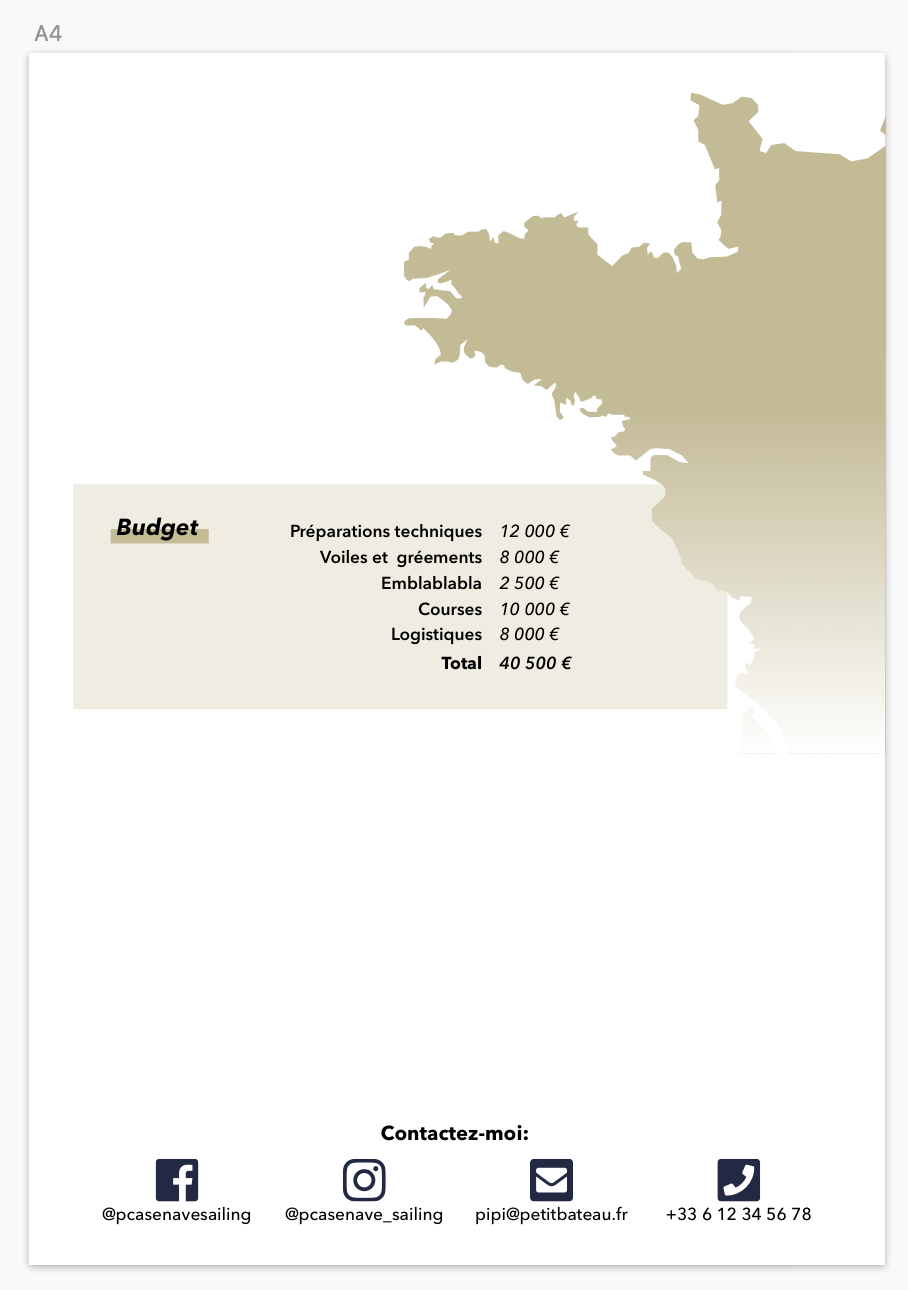 A4
Budget
Préparations techniques 12 000 €
Voiles et  gréements 8 000 €
Emblablabla 2 500 €
Courses 10 000 €
Logistiques 8 000 €
Total 40 500 €
Contactez-moi:
@pcasenavesailing @pcasenave_sailing pipi@petitbateau.fr +33 6 12 34 56 78